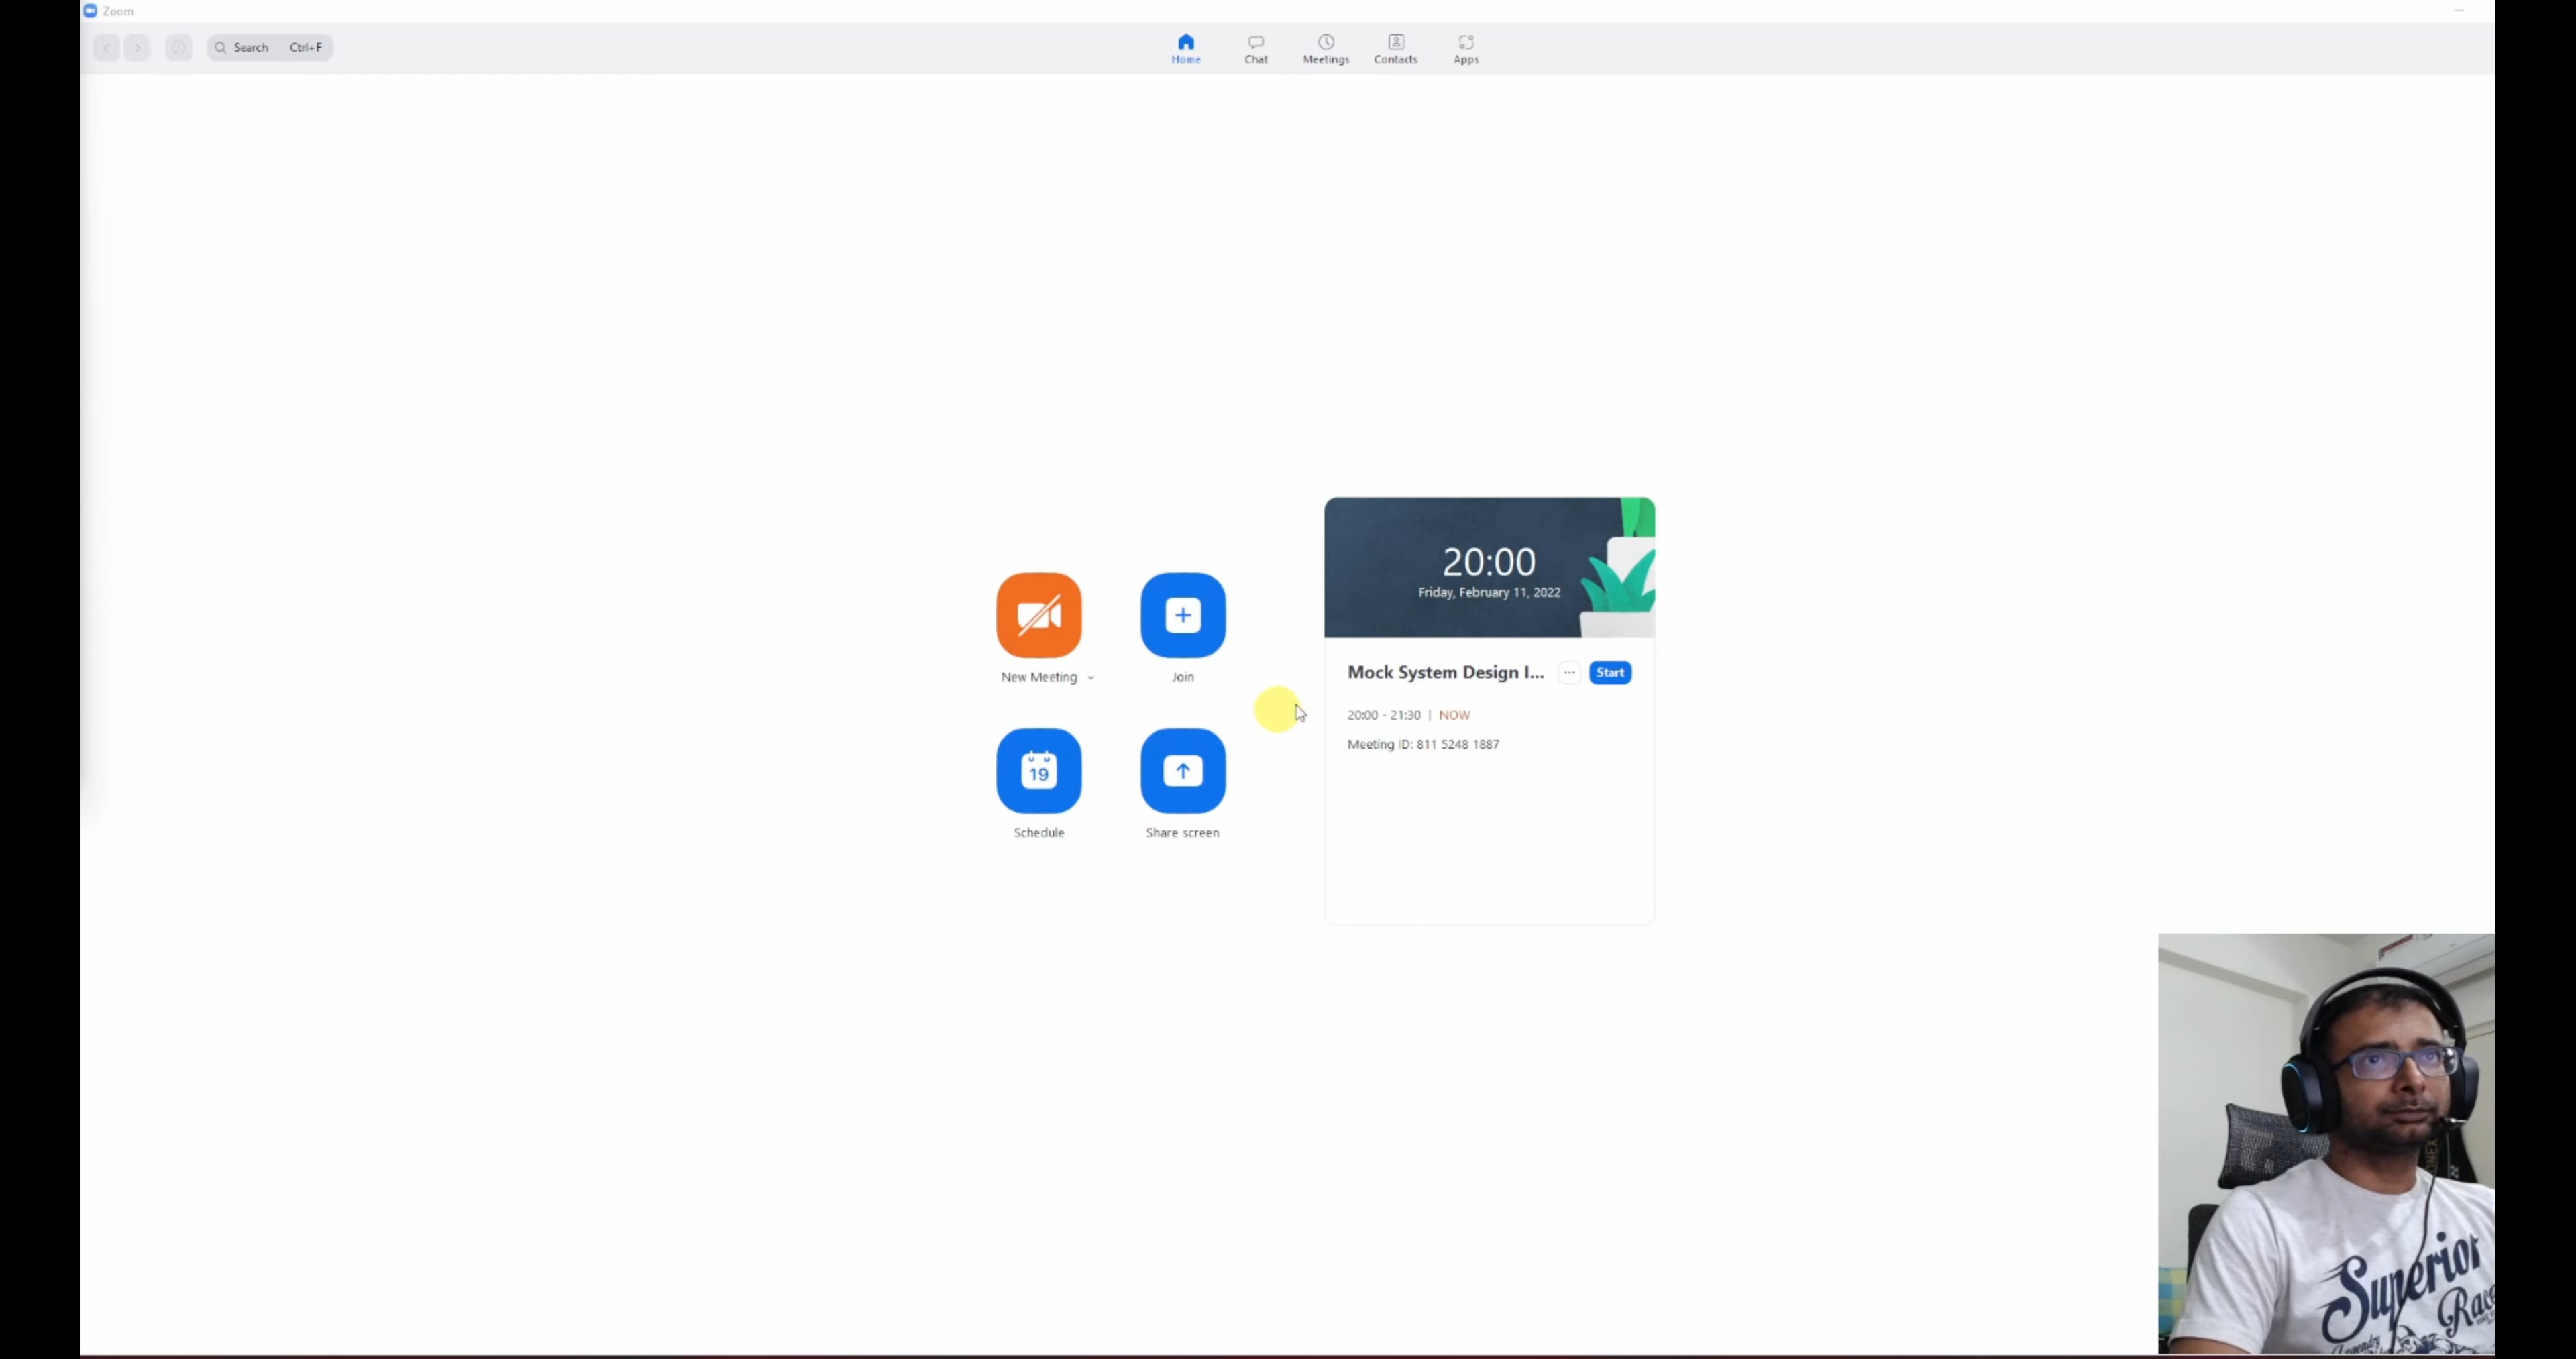 Zoom
Search Ctrl+F
Home
Chat
Meetings
Contacts
Apps
20:00
Friday, February 11, 2022
New Meeting
Join
Mock System Design I...
Start
20:00 - 21:30 | NOW
Meeting ID: 811 5248 1887
19
Schedule
Share screen
Superior